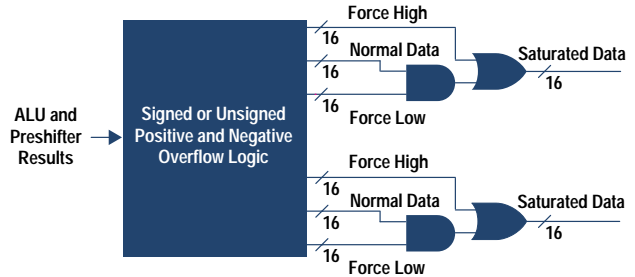 Force High
16
Normal Data
16
Saturated Data
16
16
Force Low
ALU and
Preshifter
Results
Signed or Unsigned
Positive and Negative
Overflow Logic
Force High
16
Normal Data
16
Saturated Data
16
16
Force Low